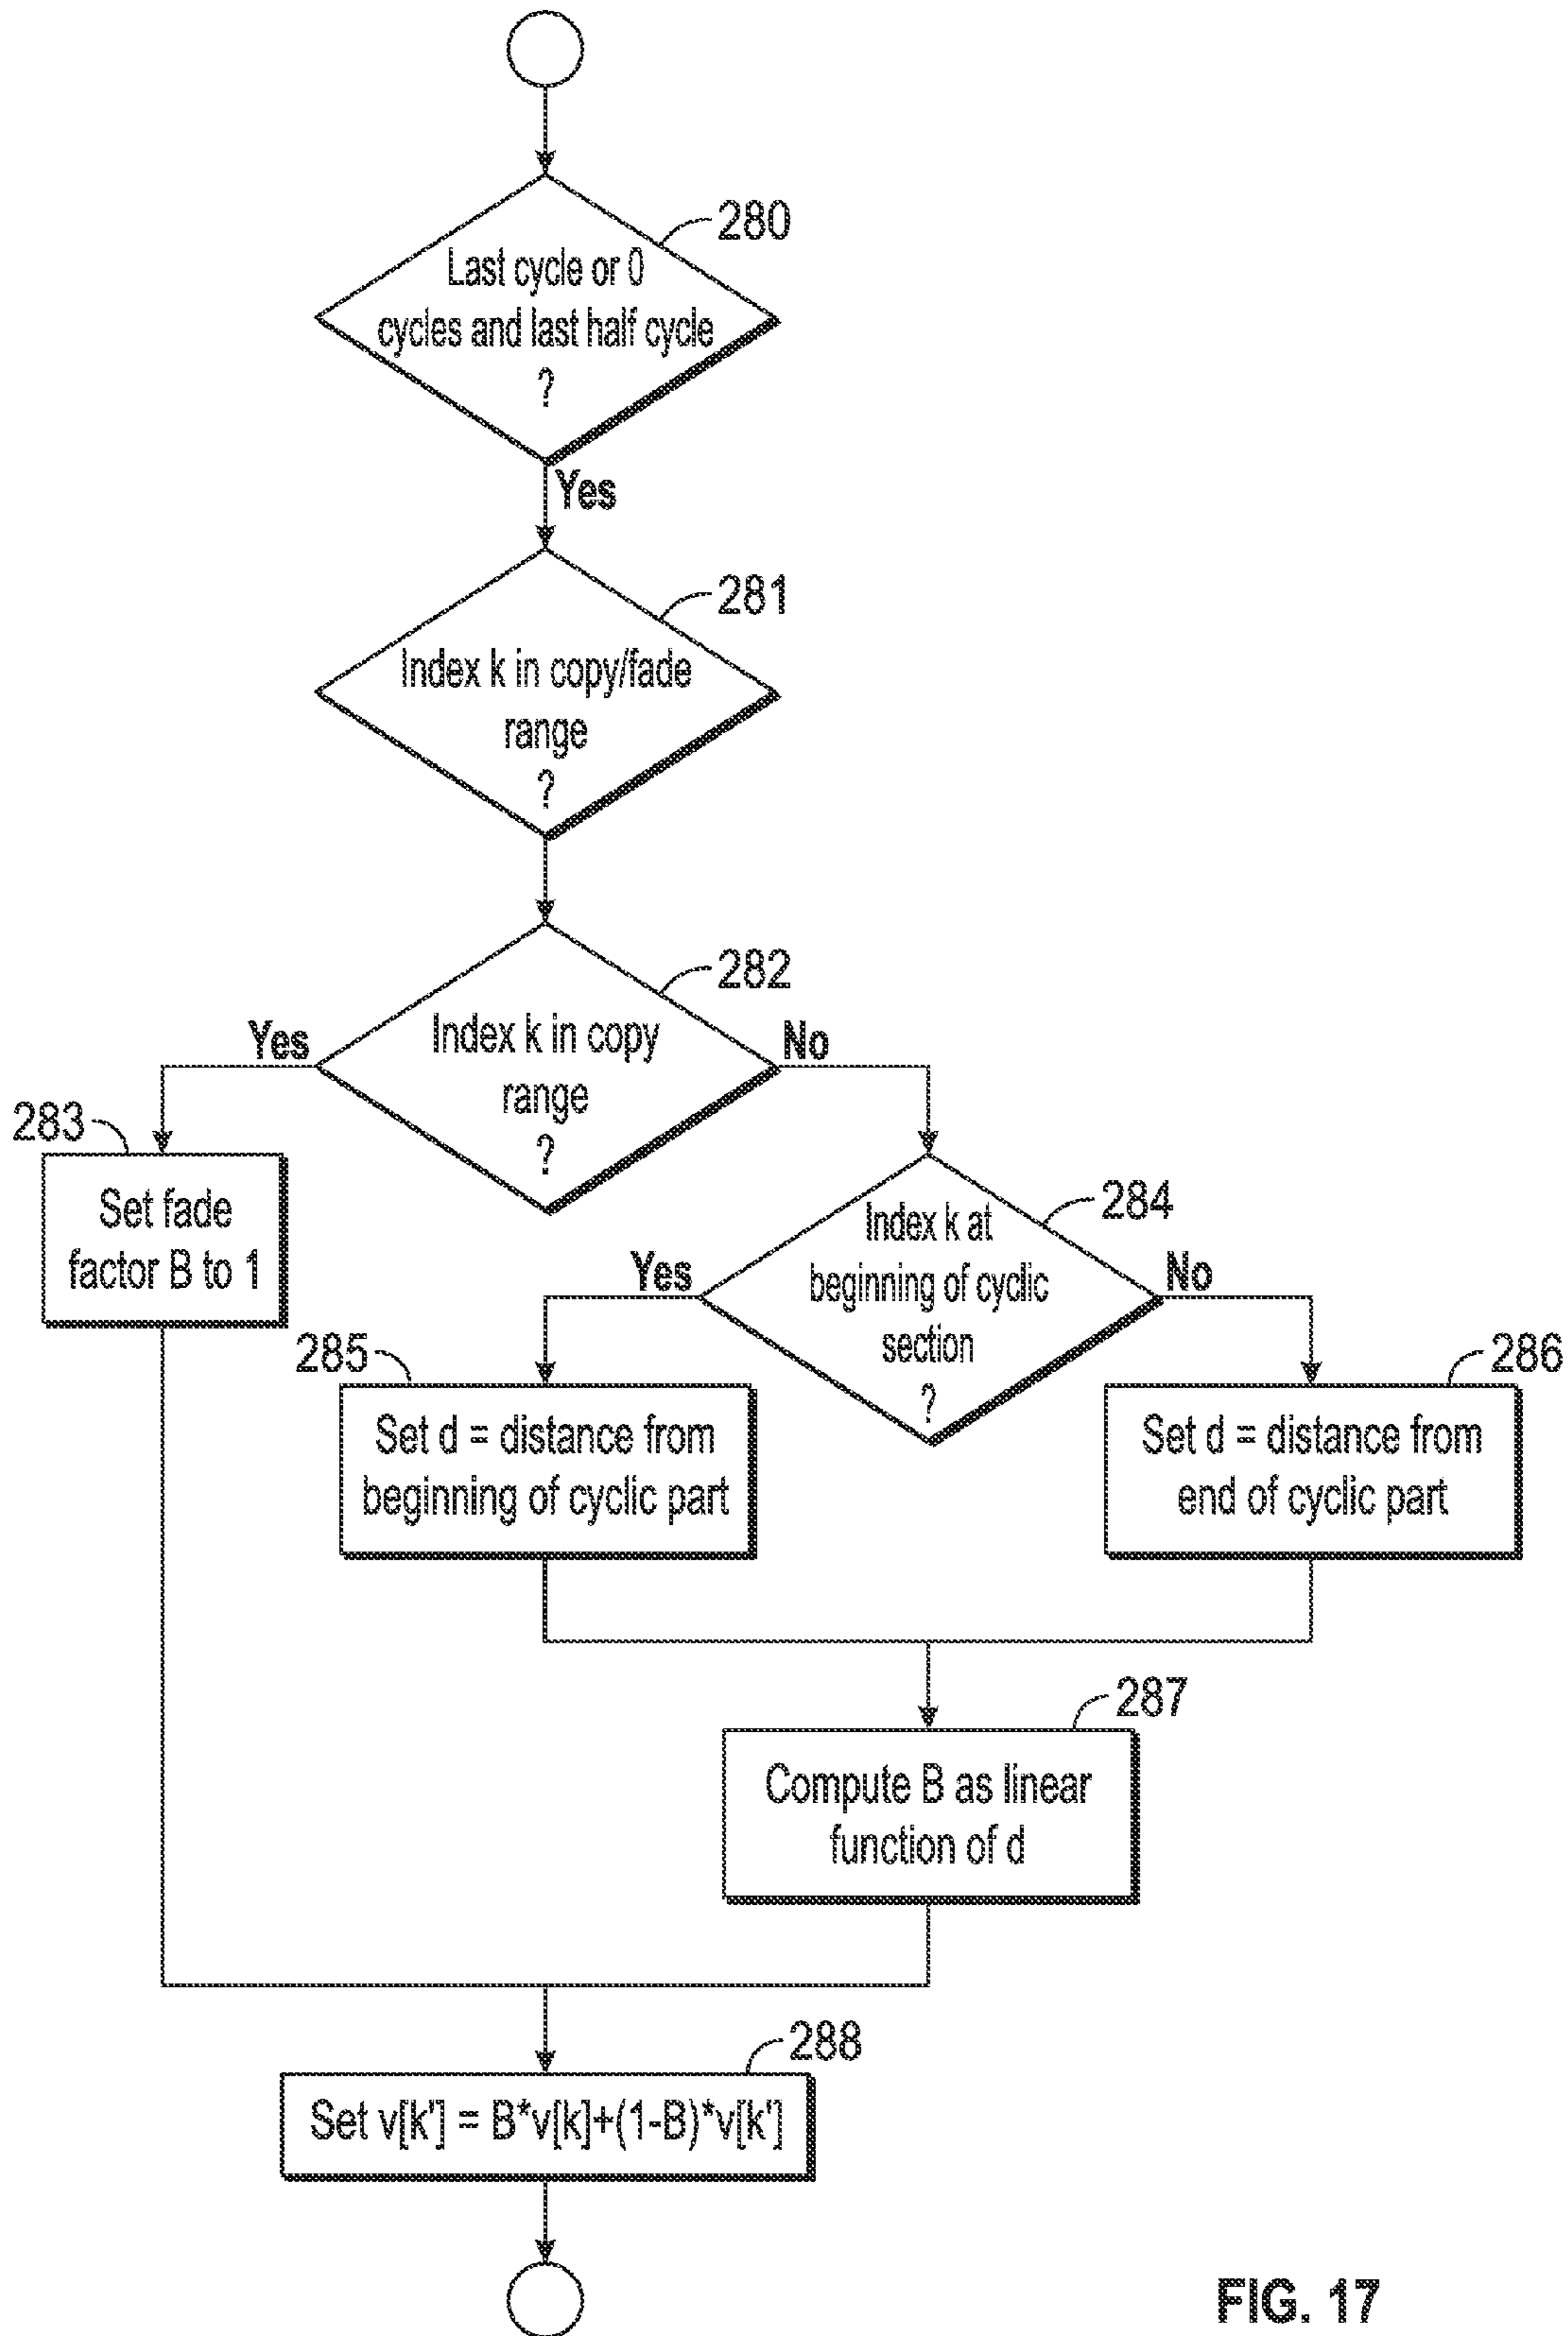 280
Last cycle or 0
cycles and last half cycle
?
Yes
281
Index k in copy/fade
range
?
282
Yes
Index k in copy
range
?
No
283
Set fade
factor B to 1
284
Yes
Index k at
beginning of cyclic
section
?
No
285
Set d = distance from
beginning of cyclic part
286
Set d = distance from
end of cyclic part
287
Compute B as linear
function of d
288
Set v[k'] = B*v[k]+(1-B)*v[k']
FIG. 17